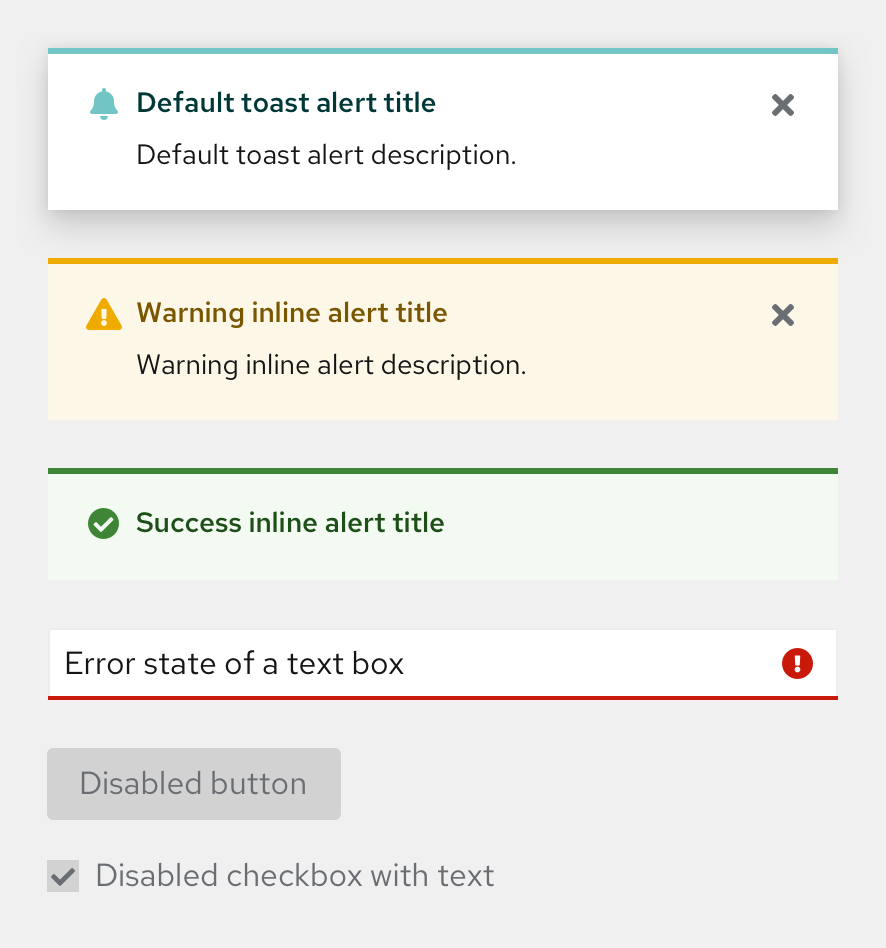 Default toast alert title
Default toast alert description.
Warning inline alert title
Warning inline alert description.
Success inline alert title
Error state of a text box
Disabled button
Disabled checkbox with text